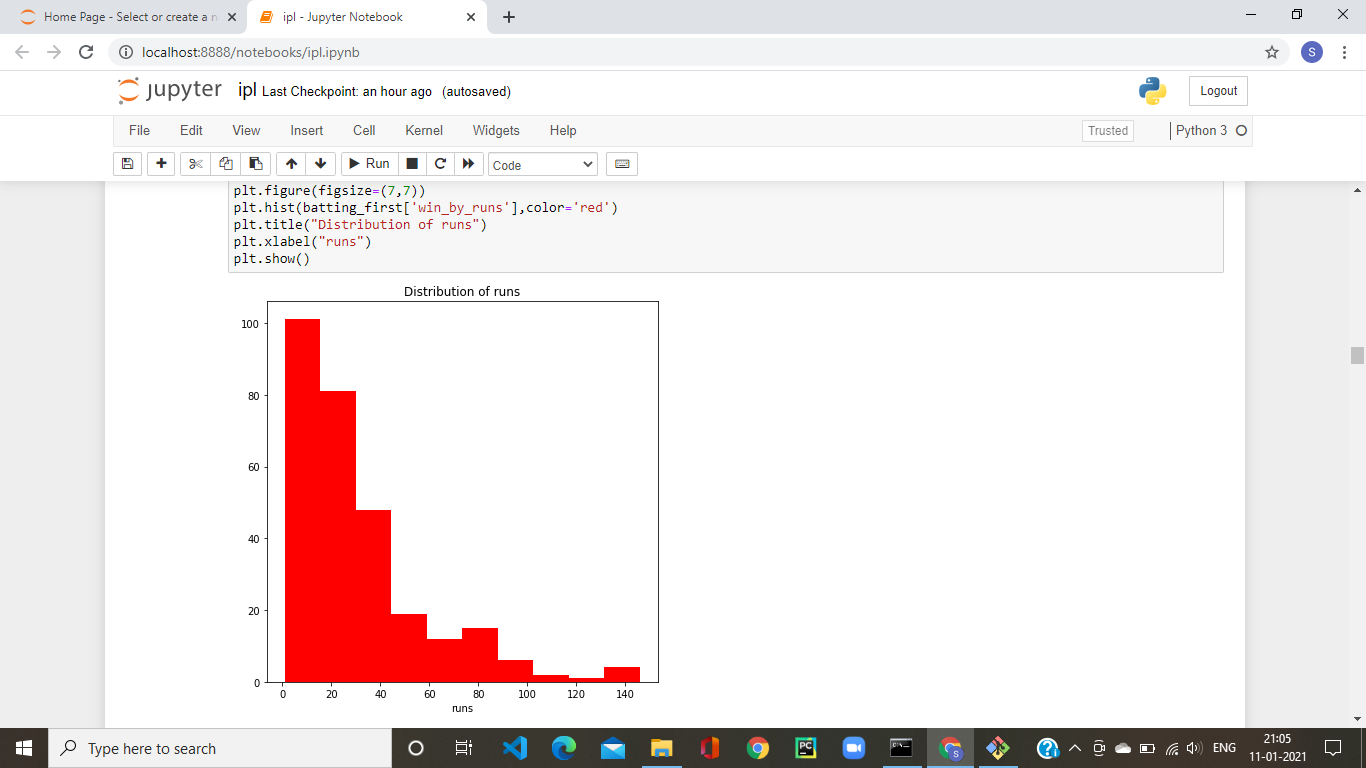 Home Page - Select or create a n
ipl - Jupyter Notebook
localhost:8888/notebooks/ipl.ipynb
S
jupyter ipl Last Checkpoint: an hour ago (autosaved)
Logout
File Edit View Insert Cell Kernel Widgets Help
Trusted
Python 3
Run
Code
plt.figure(figsize=(7,7))
plt.hist(batting_first['win_by_runs'],color='red')
plt.title("Distribution of runs")
plt.xlabel("runs")
plt.show()
Distribution of runs
100
80
60
40
20
0
0 20 40 60 80 100 120 140
runs
Type here to search
PC
S
ENG
21:05
11-01-2021